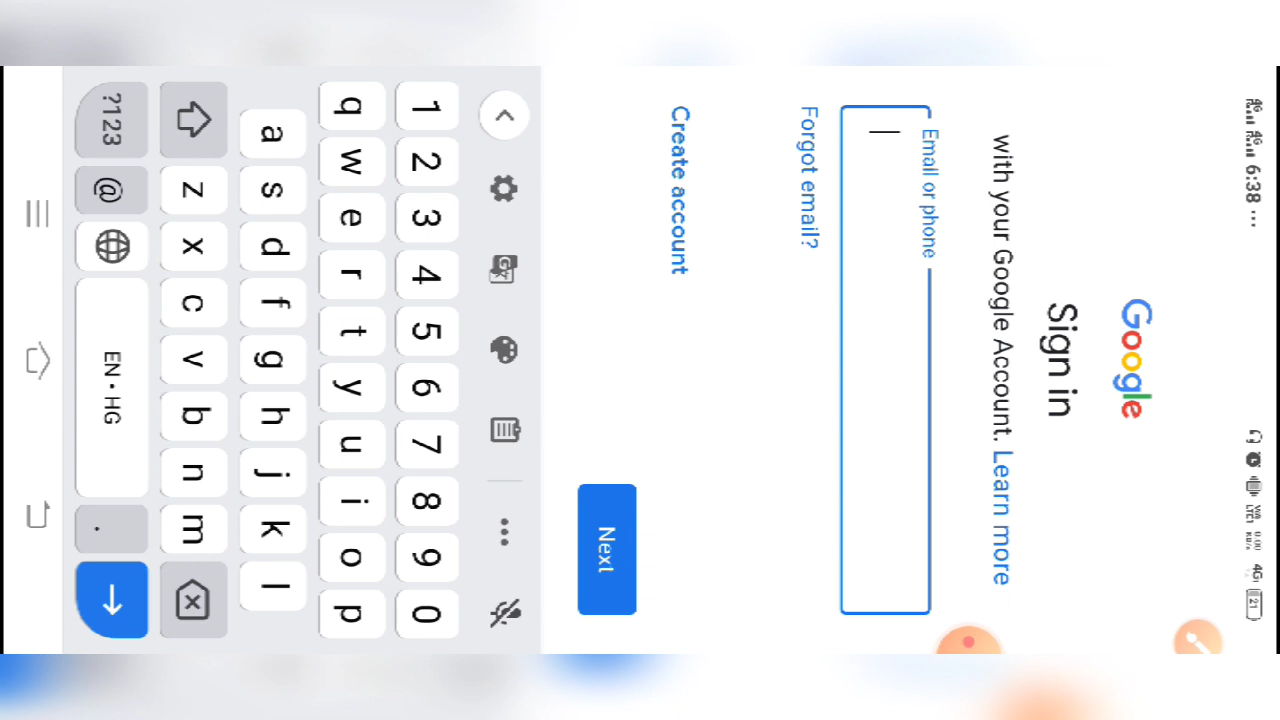 6:38 ...
Google
Sign in
with your Google Account. Learn more
Email or phone
Forgot email?
Create account
Next
1 2 3 4 5 6 7 8 9 0
q w e r t y u i o p
a s d f g h j k l
z x c v b n m
?123 @ EN • HG .